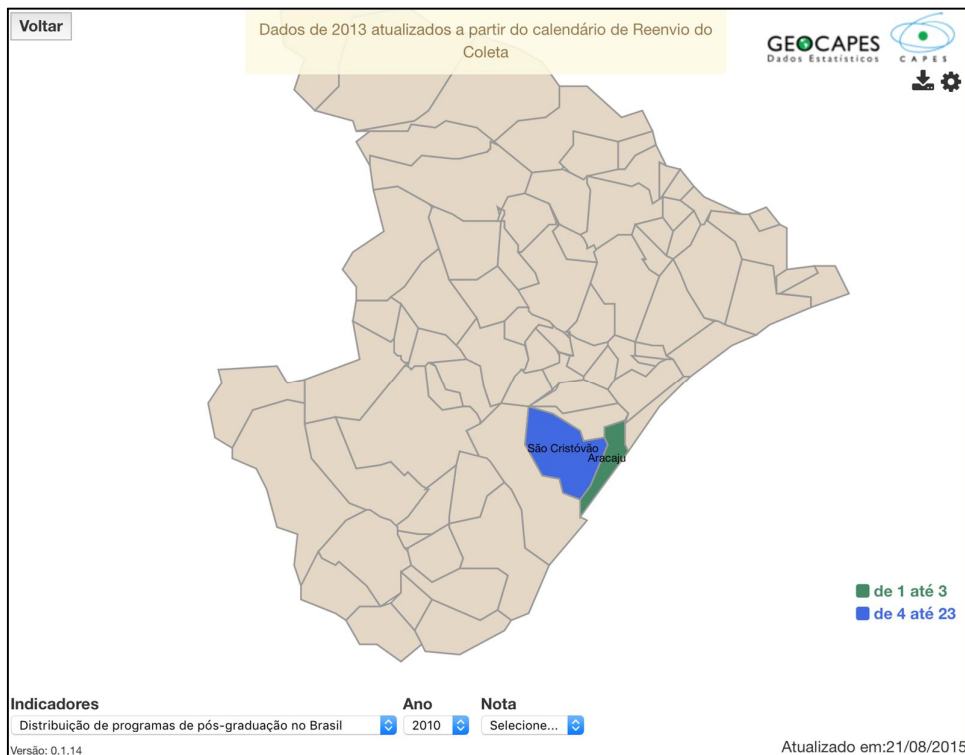 Voltar
Dados de 2013 atualizados a partir do calendário de Reenvio do
Coleta
GEOCAPES
Dados Estatísticos
CAPES
São Cristóvão
Aracaju
de 1 até 3
de 4 até 23
Indicadores
Ano
Nota
Distribuição de programas de pós-graduação no Brasil
2010
Selecione...
Versão: 0.1.14
Atualizado em:21/08/2015